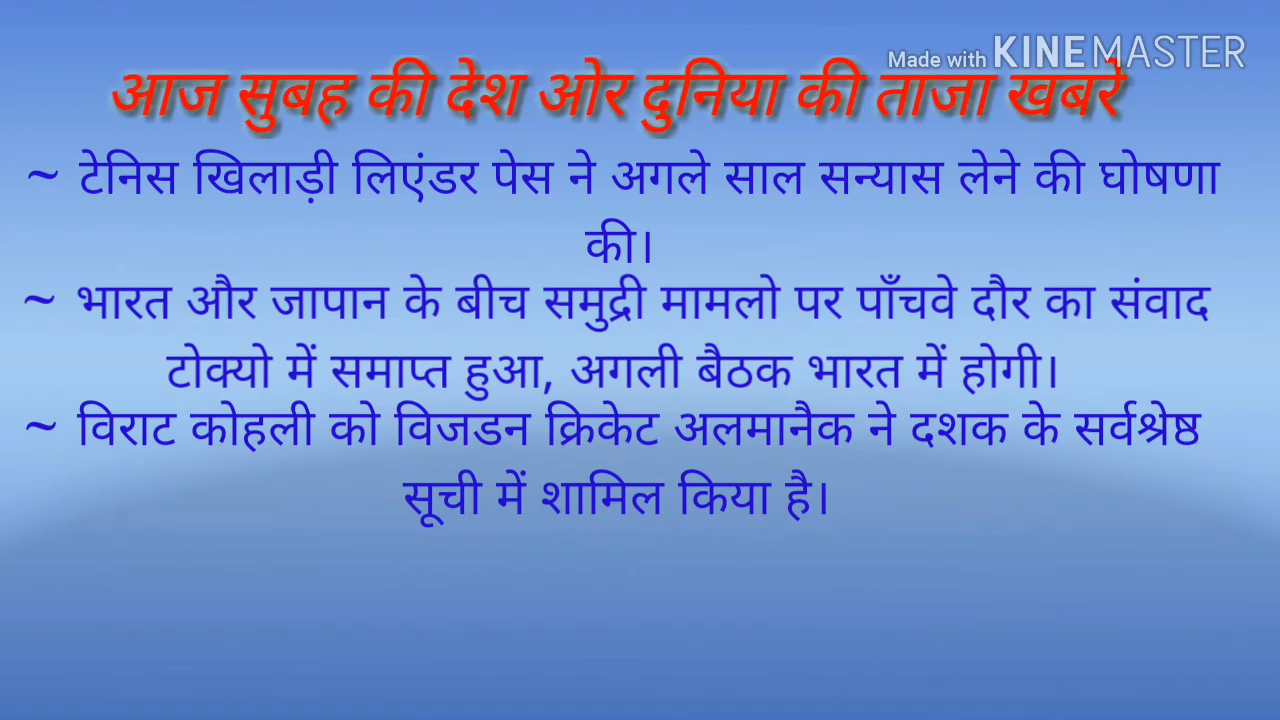 Made with KINEMASTER
आज सुबह की देश ओर दुनिया की ताजा खबरे
~ टेनिस खिलाड़ी लिएंडर पेस ने अगले साल सन्यास लेने की घोषणा
की।
~ भारत और जापान के बीच समुद्री मामलो पर पाँचवे दौर का संवाद
टोक्यो में समाप्त हुआ, अगली बैठक भारत में होगी।
~ विराट कोहली को विजडन क्रिकेट अलमानैक ने दशक के सर्वश्रेष्ठ
सूची में शामिल किया है।